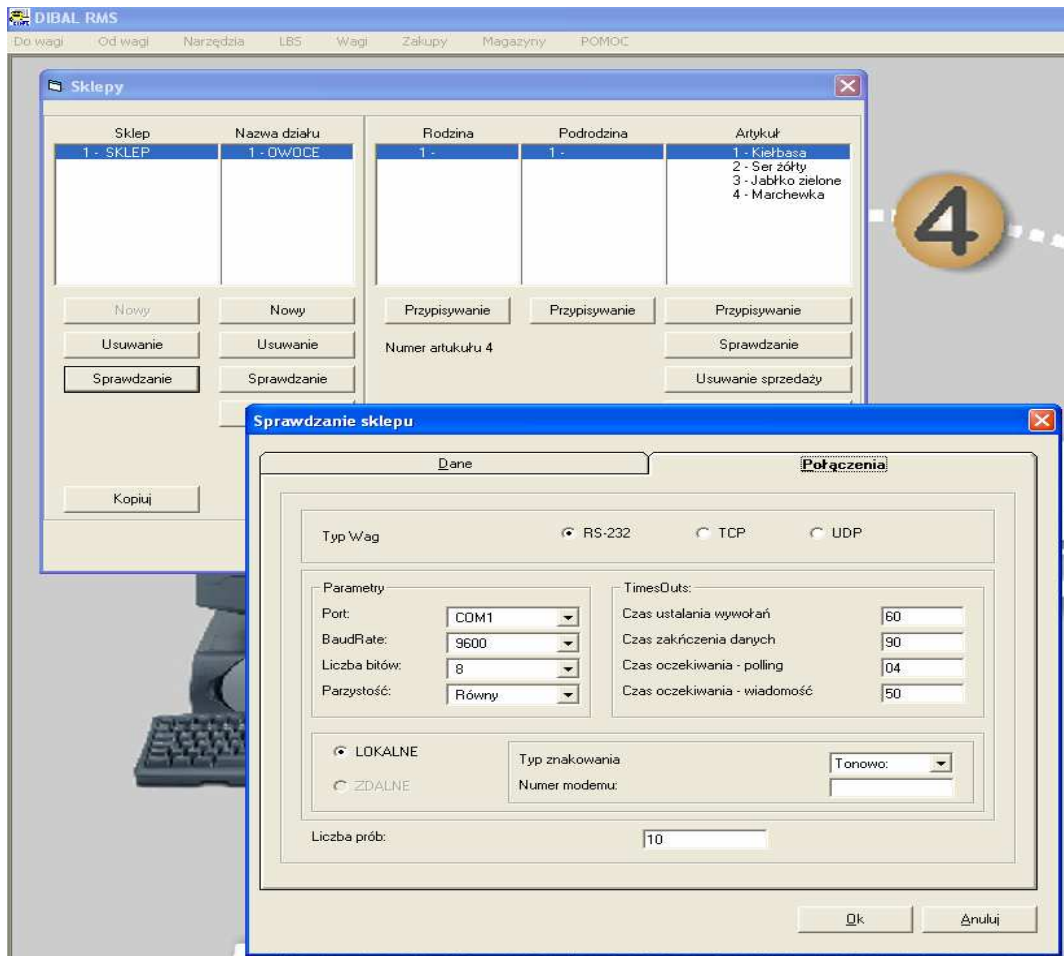 DIBAL RMS
Do wagi Od wagi Narzędzia LBS Wagi Zakupy Magazyny POMOC
Sklepy
Sklep Nazwa działu Rodzina Podrodzina Artykuł
1 - SKLEP 1 - OWOCE 1 - 1 - 1 - Kiełbasa
2 - Ser żółty
3 - Jabłko zielone
4 - Marchewka
4
Nowy Nowy Przypisywanie Przypisywanie Przypisywanie
Usuwanie Usuwanie Numer artukułu 4 Sprawdzanie
Sprawdzanie Sprawdzanie Usuwanie sprzedaży
Kopiuj
Sprawdzanie sklepu
Dane Połączenia
Typ Wag RS-232 TCP UDP
Parametry TimesOuts:
Port: COM1 Czas ustalania wywołań 60
BaudRate: 9600 Czas zakńczenia danych 90
Liczba bitów: 8 Czas oczekiwania - polling 04
Parzystość: Równy Czas oczekiwania - wiadomość 50
LOKALNE Typ znakowania Tonowo:
ZDALNE Numer modemu:
Liczba prób: 10
Ok Anuluj